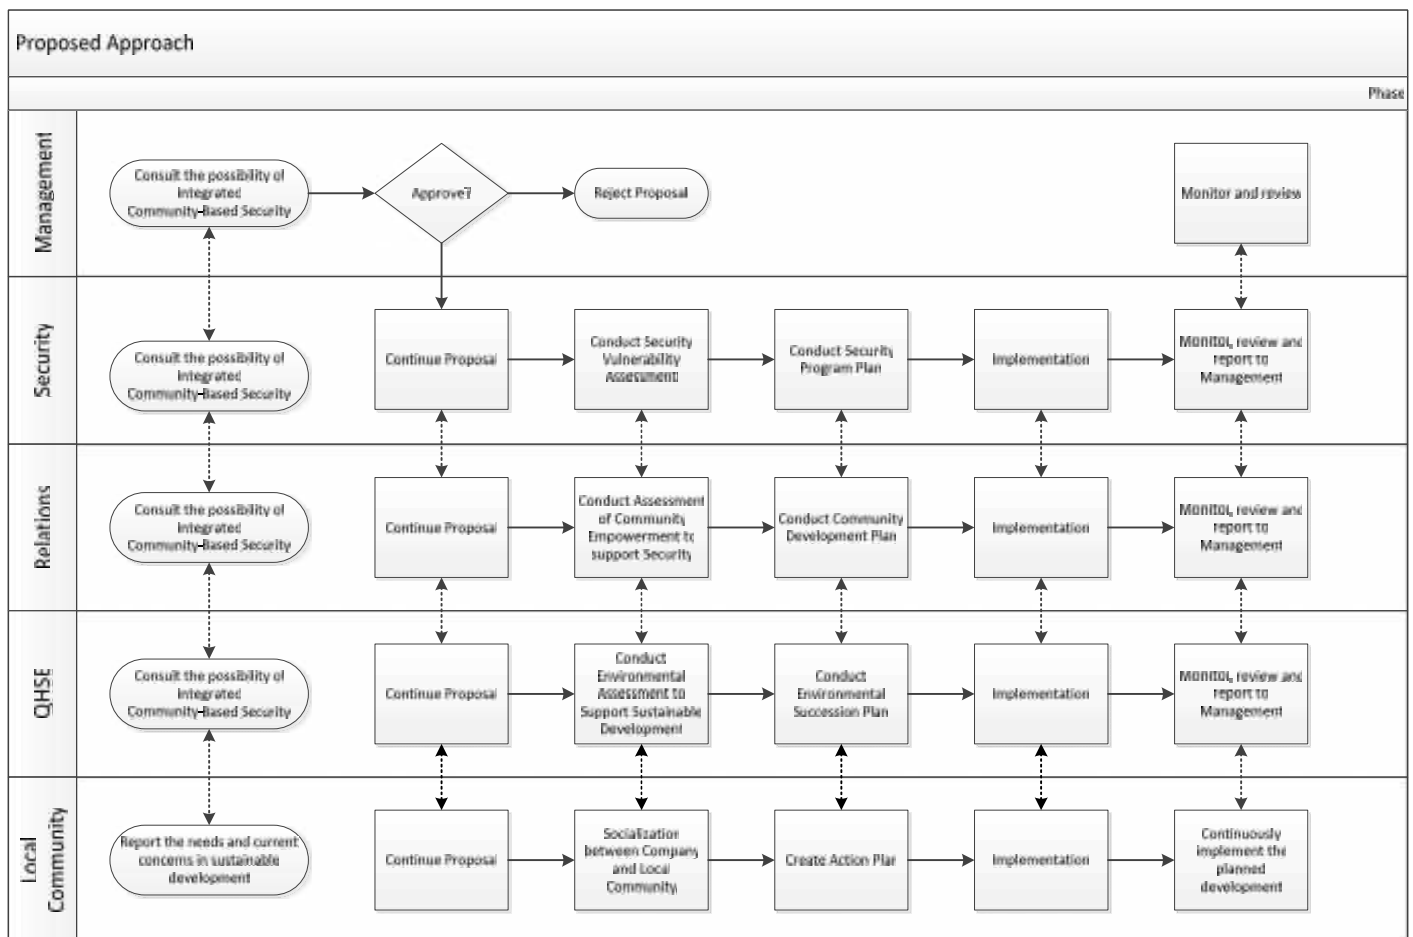 Proposed Approach
Phase
Management
Consult the possibility of
integrated
Community-Based Security
Approve?
Reject Proposal
Monitor and review
Security
Consult the possibility of
integrated
Community-Based Security
Continue Proposal
Conduct Security
Vulnerability
Assessment
Conduct Security
Program Plan
Implementation
Monitor, review and
report to
Management
Relations
Consult the possibility of
integrated
Community-Based Security
Continue Proposal
Conduct Assessment
of Community
Empowerment to
support Security
Conduct Community
Development Plan
Implementation
Monitor, review and
report to
Management
QHSE
Consult the possibility of
integrated
Community-Based Security
Continue Proposal
Conduct
Environmental
Assessment to
Support Sustainable
Development
Conduct
Environmental
Succession Plan
Implementation
Monitor, review and
report to
Management
Local
Community
Report the needs and current
concerns in sustainable
development
Continue Proposal
Socialization
between Company
and Local
Community
Create Action Plan
Implementation
Continuously
implement the
planned
development